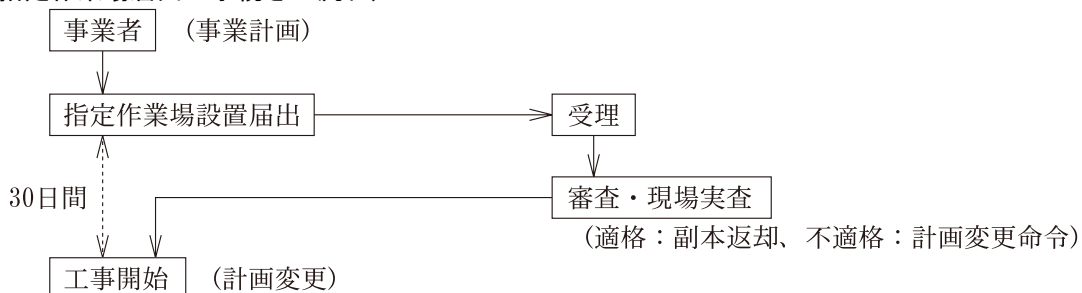 事業者 (事業計画)
指定作業場設置届出 受理
30日間 審査・現場実査
(適格:副本返却、不適格:計画変更命令)
工事開始 (計画変更)